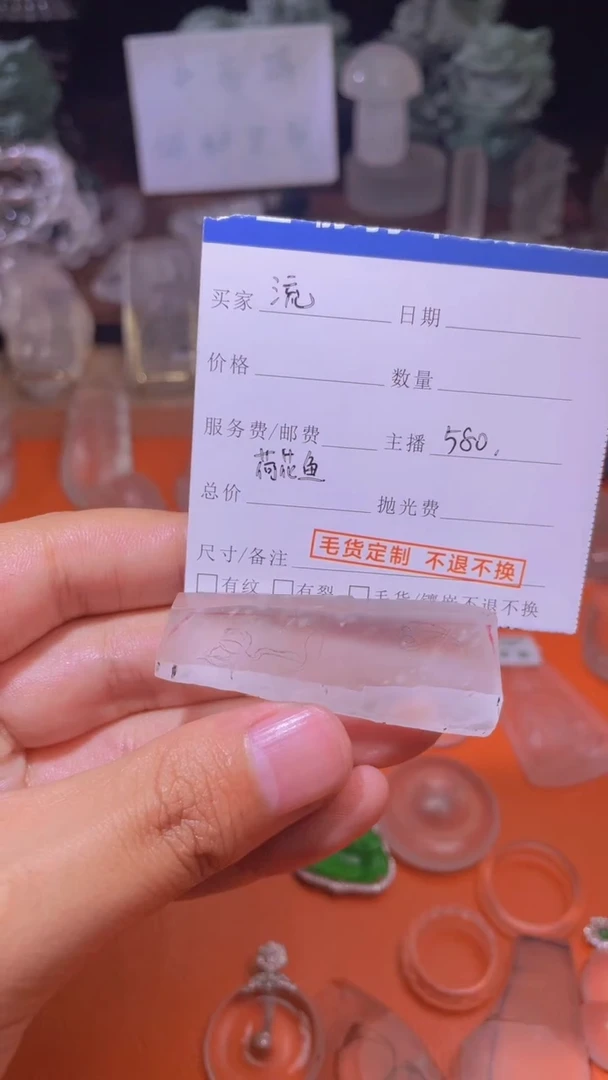 买家 流 日期
价格 数量
服务费/邮费 主播 580.
荷花鱼
总价 抛光费
尺寸/备注 毛货定制 不退不换
有纹 有裂 毛货/镶嵌不退不换